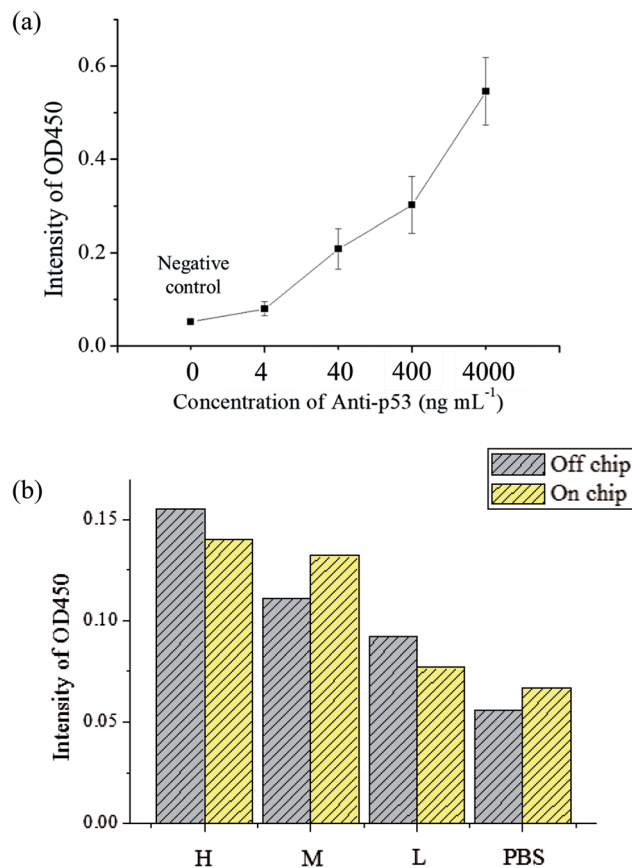 (a)
0.6
0.4
0.2
0.0
Intensity of OD450
Negative
control
0 4 40 400 4000
Concentration of Anti-p53 (ng mL⁻¹)
(b)
Off chip
On chip
0.15
0.10
0.05
0.00
Intensity of OD450
H M L PBS